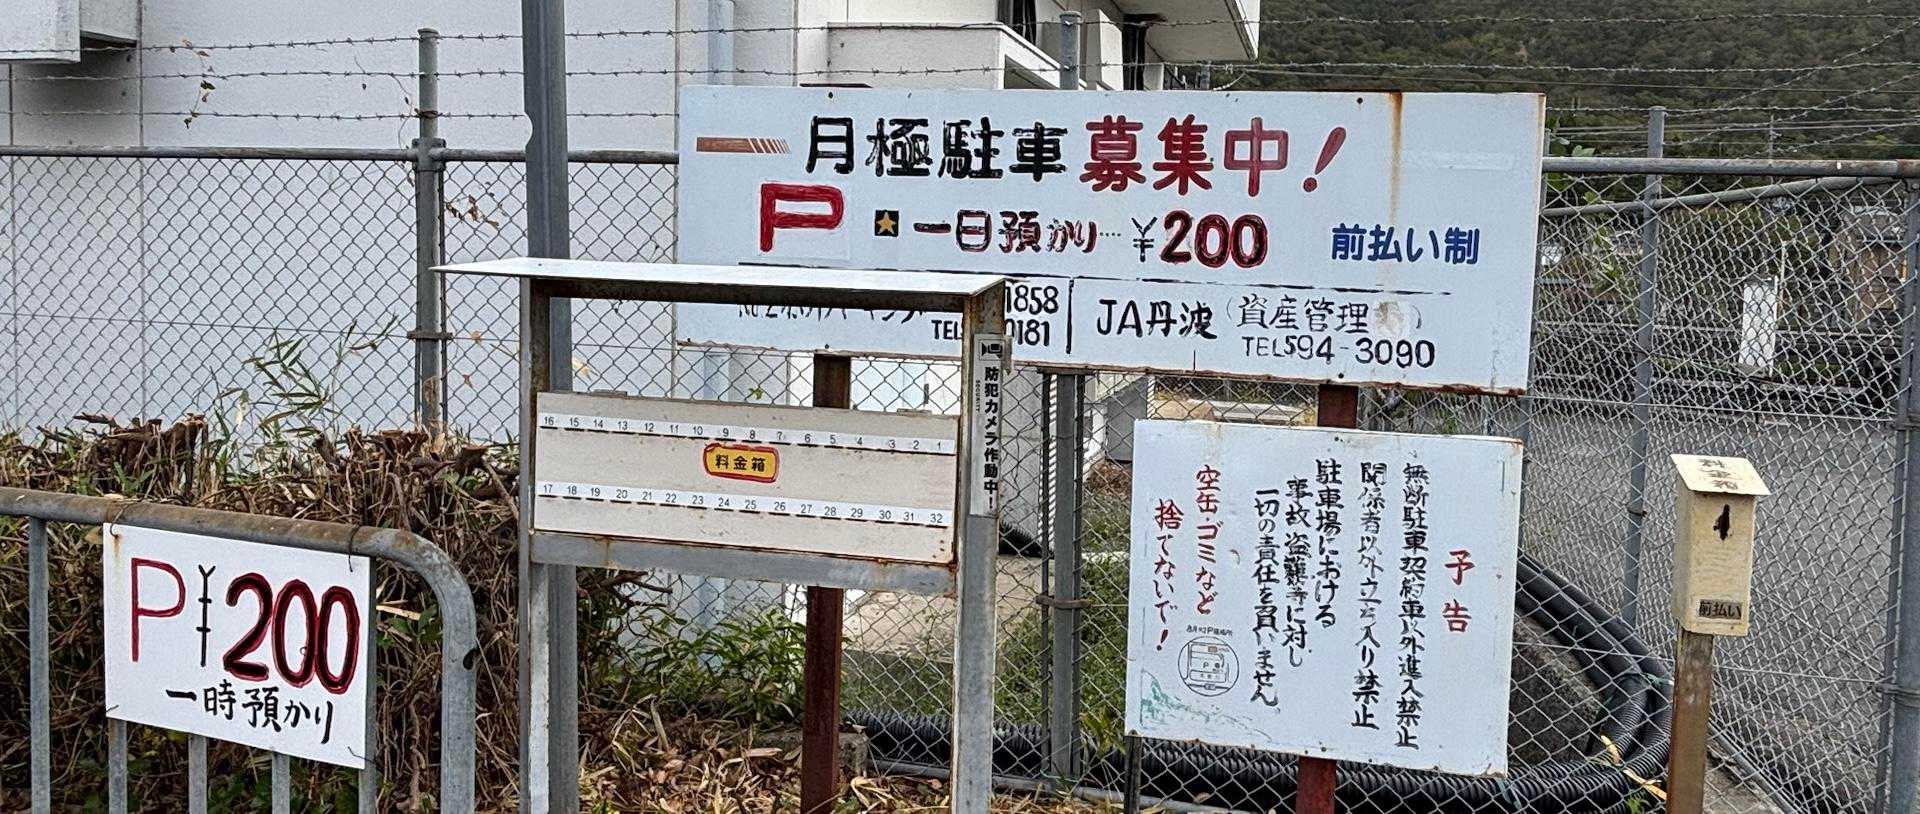 月極駐車募集中!
P ★ 一日預かり…¥200 前払い制
1858
TEL 0181
JA丹波(資産管理
TEL594-3090
防犯カメラ作動中!
SECURITY
16 15 14 13 12 11 10 9 8 7 6 5 4 3 2 1
料金箱
17 18 19 20 21 22 23 24 25 26 27 28 29 30 31 32
P ¥200
一時預かり
予告
無断駐車契約車以外進入禁止
関係者以外立ち入り禁止
駐車場における
事故・盗難等に対し
一切の責任を負いません
空缶・ゴミなど
捨てないで!
料金箱
前払い